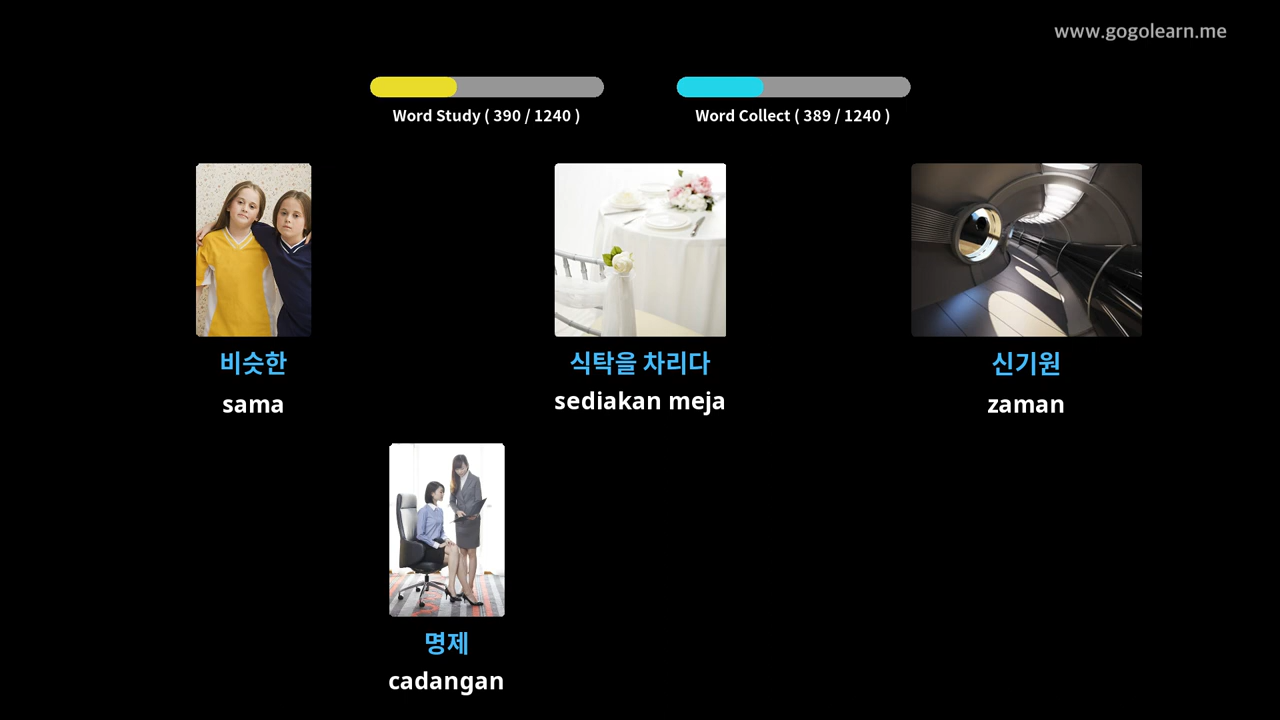 www.gogolearn.me
Word Study ( 390 / 1240 )
Word Collect ( 389 / 1240 )
비슷한
sama
식탁을 차리다
sediakan meja
신기원
zaman
명제
cadangan